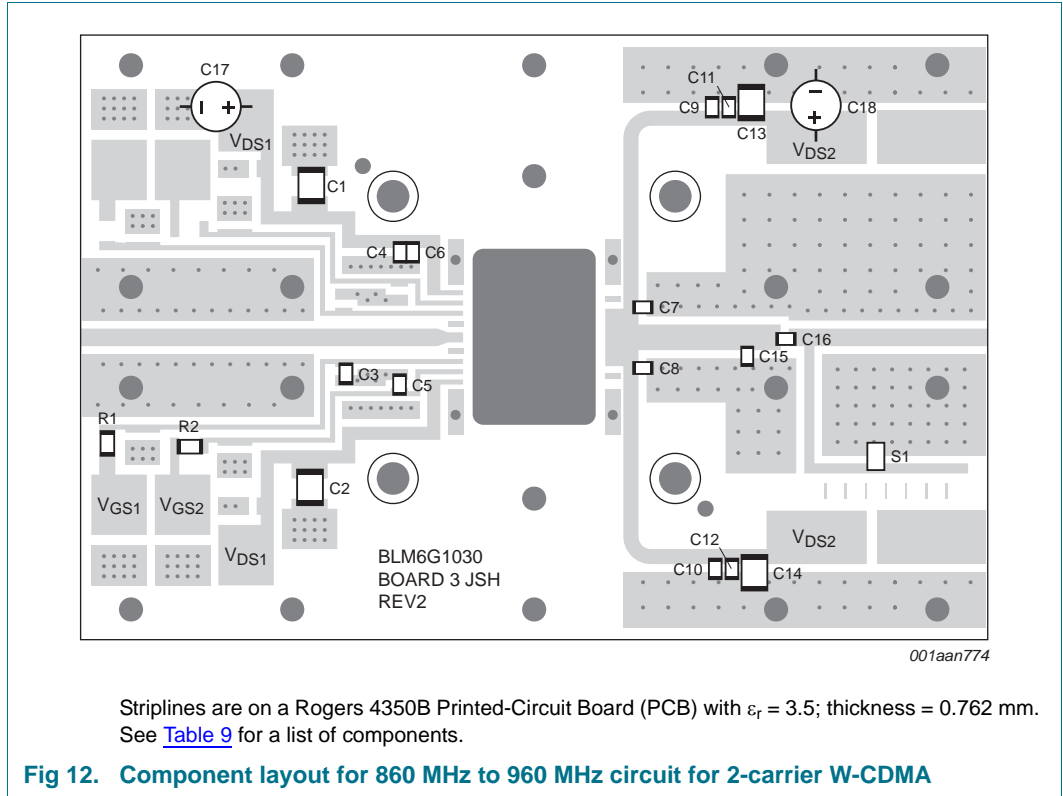 C17
C11
C9
C13
C18
VDS1
VDS2
C1
C4
C6
C7
C16
C15
C3
C5
C8
R1
R2
S1
VGS1
VGS2
C2
VDS1
VDS2
C12
C10
C14
BLM6G1030
BOARD 3 JSH
REV2
001aan774
Striplines are on a Rogers 4350B Printed-Circuit Board (PCB) with εr = 3.5; thickness = 0.762 mm.
See Table 9 for a list of components.
Fig 12. Component layout for 860 MHz to 960 MHz circuit for 2-carrier W-CDMA